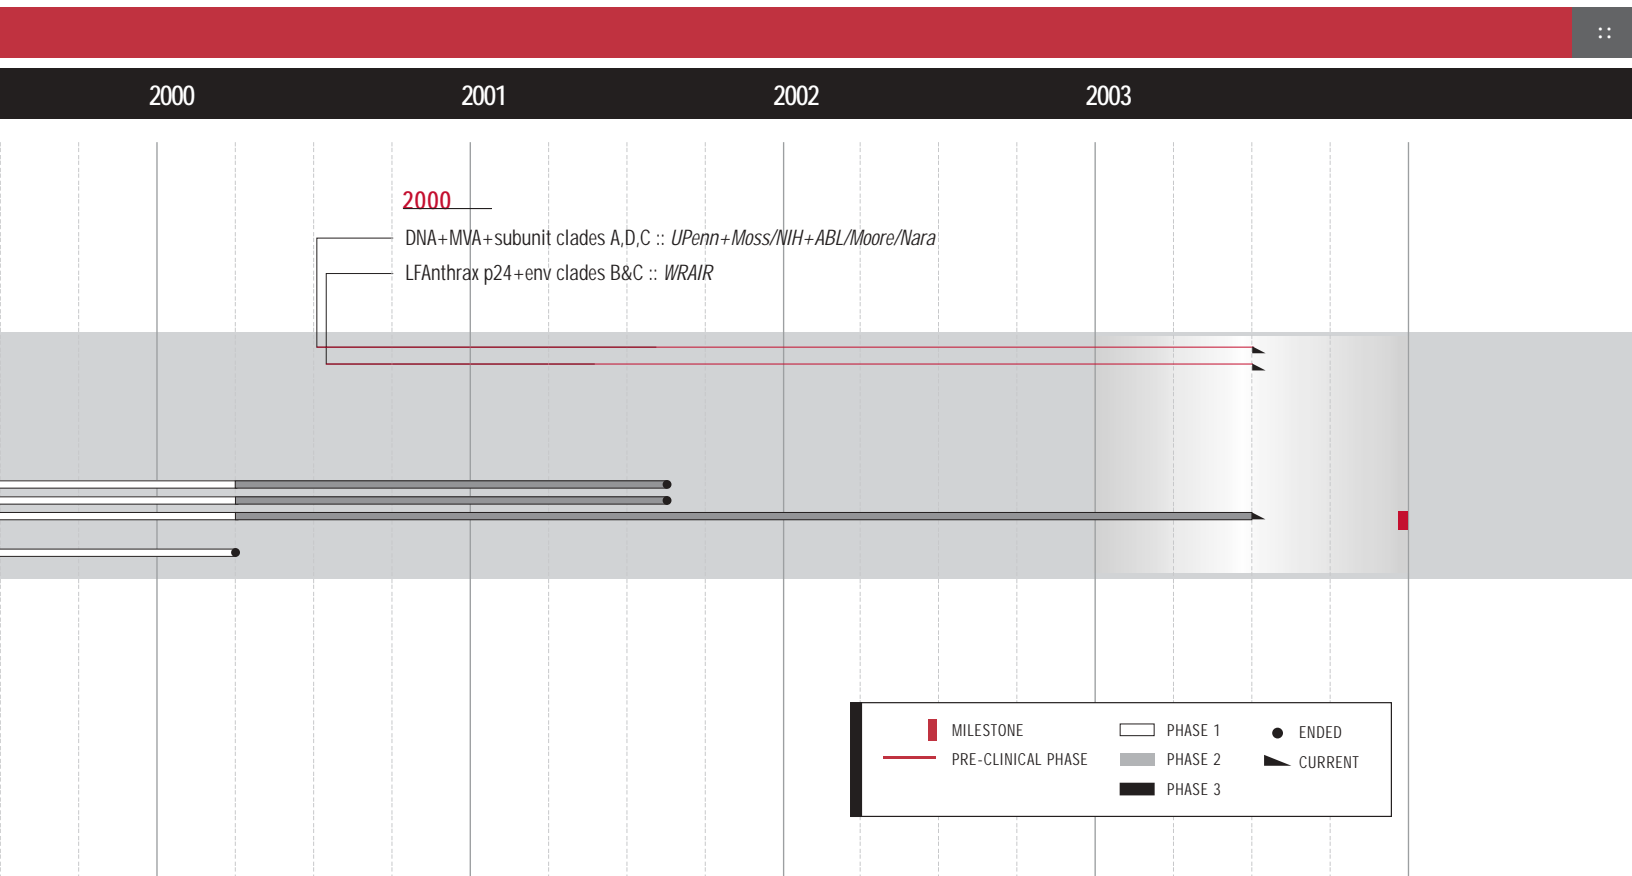 ::
2000
2001
2002
2003
2000
DNA+MVA+subunit clades A,D,C :: UPenn+Moss/NIH+ABL/Moore/Nara
LFAnthrax p24+env clades B&C :: WRAIR
MILESTONE
PRE-CLINICAL PHASE
PHASE 1
PHASE 2
PHASE 3
ENDED
CURRENT